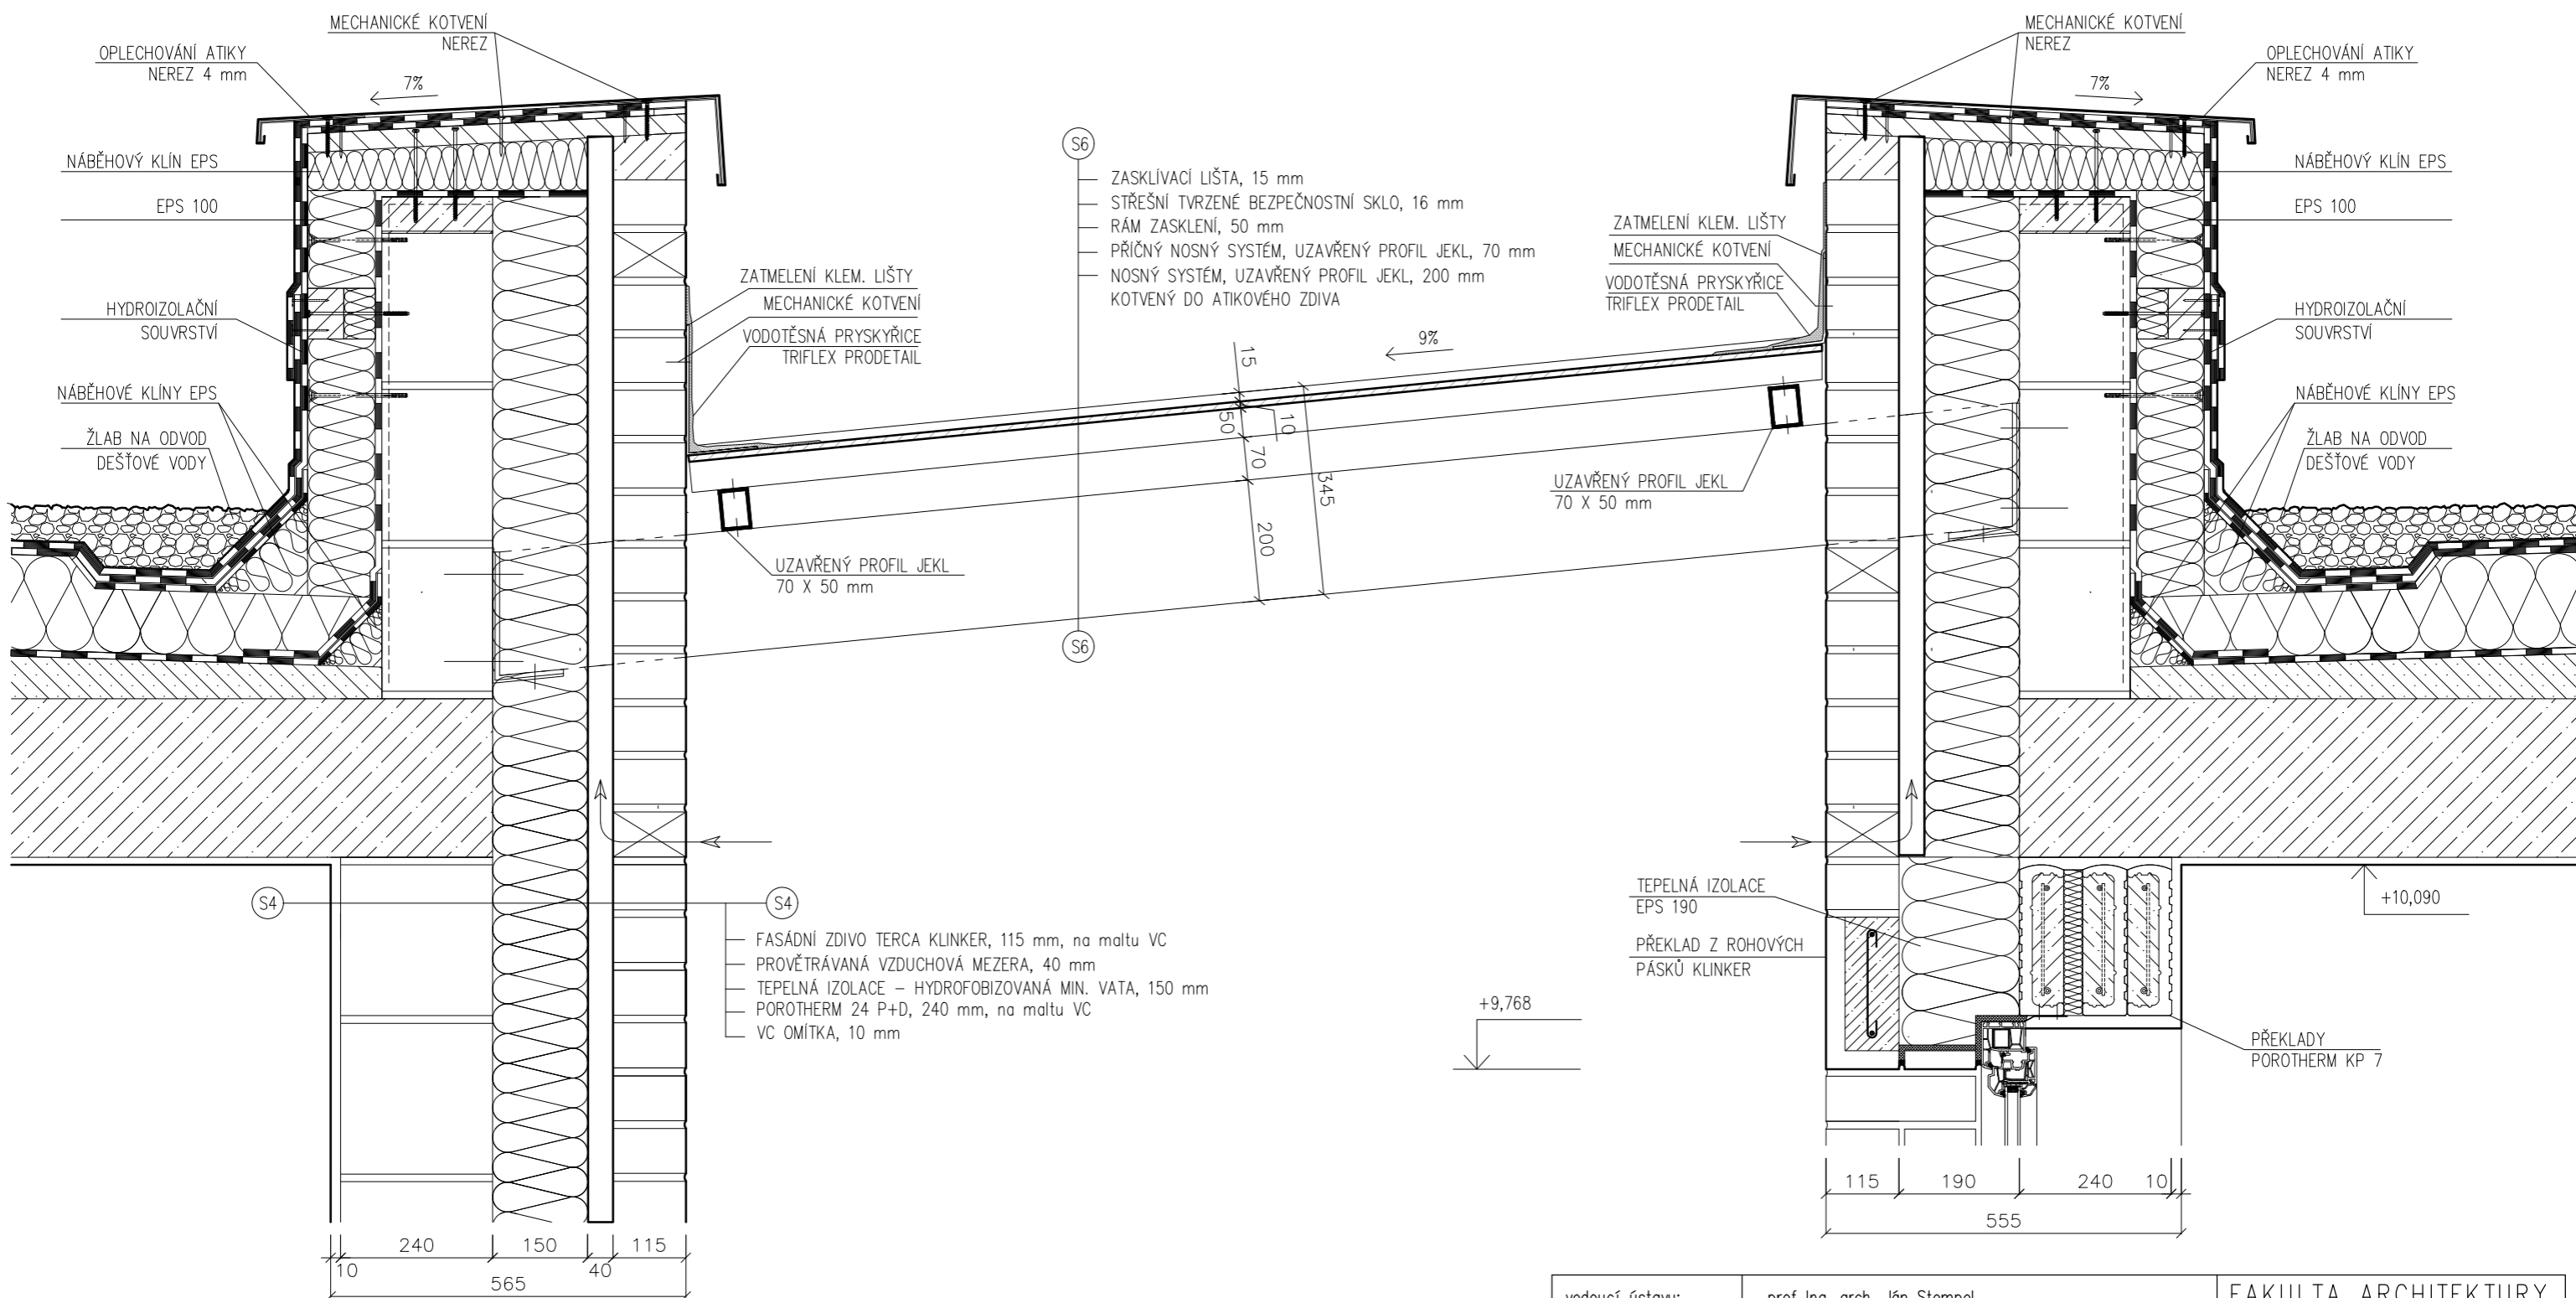 MECHANICKÉ KOTVENÍ
NEREZ
OPLECHOVÁNÍ ATIKY
NEREZ 4 mm
7%
NÁBĚHOVÝ KLÍN EPS
EPS 100
HYDROIZOLAČNÍ
SOUVRSTVÍ
NÁBĚHOVÉ KLÍNY EPS
ŽLAB NA ODVOD
DEŠŤOVÉ VODY
ZATMELENÍ KLEM. LIŠTY
MECHANICKÉ KOTVENÍ
VODOTĚSNÁ PRYSKYŘICE
TRIFLEX PRODETAIL
UZAVŘENÝ PROFIL JEKL
70 X 50 mm
S6
ZASKLÍVACÍ LIŠTA, 15 mm
STŘEŠNÍ TVRZENÉ BEZPEČNOSTNÍ SKLO, 16 mm
RÁM ZASKLENÍ, 50 mm
PŘÍČNÝ NOSNÝ SYSTÉM, UZAVŘENÝ PROFIL JEKL, 70 mm
NOSNÝ SYSTÉM, UZAVŘENÝ PROFIL JEKL, 200 mm
KOTVENÝ DO ATIKOVÉHO ZDIVA
9%
15
10
50
70
345
200
S6
MECHANICKÉ KOTVENÍ
NEREZ
OPLECHOVÁNÍ ATIKY
NEREZ 4 mm
7%
NÁBĚHOVÝ KLÍN EPS
EPS 100
ZATMELENÍ KLEM. LIŠTY
MECHANICKÉ KOTVENÍ
VODOTĚSNÁ PRYSKYŘICE
TRIFLEX PRODETAIL
HYDROIZOLAČNÍ
SOUVRSTVÍ
NÁBĚHOVÉ KLÍNY EPS
ŽLAB NA ODVOD
DEŠŤOVÉ VODY
UZAVŘENÝ PROFIL JEKL
70 X 50 mm
S4
S4
FASÁDNÍ ZDIVO TERCA KLINKER, 115 mm, na maltu VC
PROVĚTRÁVANÁ VZDUCHOVÁ MEZERA, 40 mm
TEPELNÁ IZOLACE – HYDROFOBIZOVANÁ MIN. VATA, 150 mm
POROTHERM 24 P+D, 240 mm, na maltu VC
VC OMÍTKA, 10 mm
TEPELNÁ IZOLACE
EPS 190
PŘEKLAD Z ROHOVÝCH
PÁSKŮ KLINKER
+9,768
+10,090
PŘEKLADY
POROTHERM KP 7
115 190 240 10
555
10 240 150 40 115
565
vedoucí ústavu: prof.Ing. arch. Ján Stempel FAKULTA ARCHITEKTURY